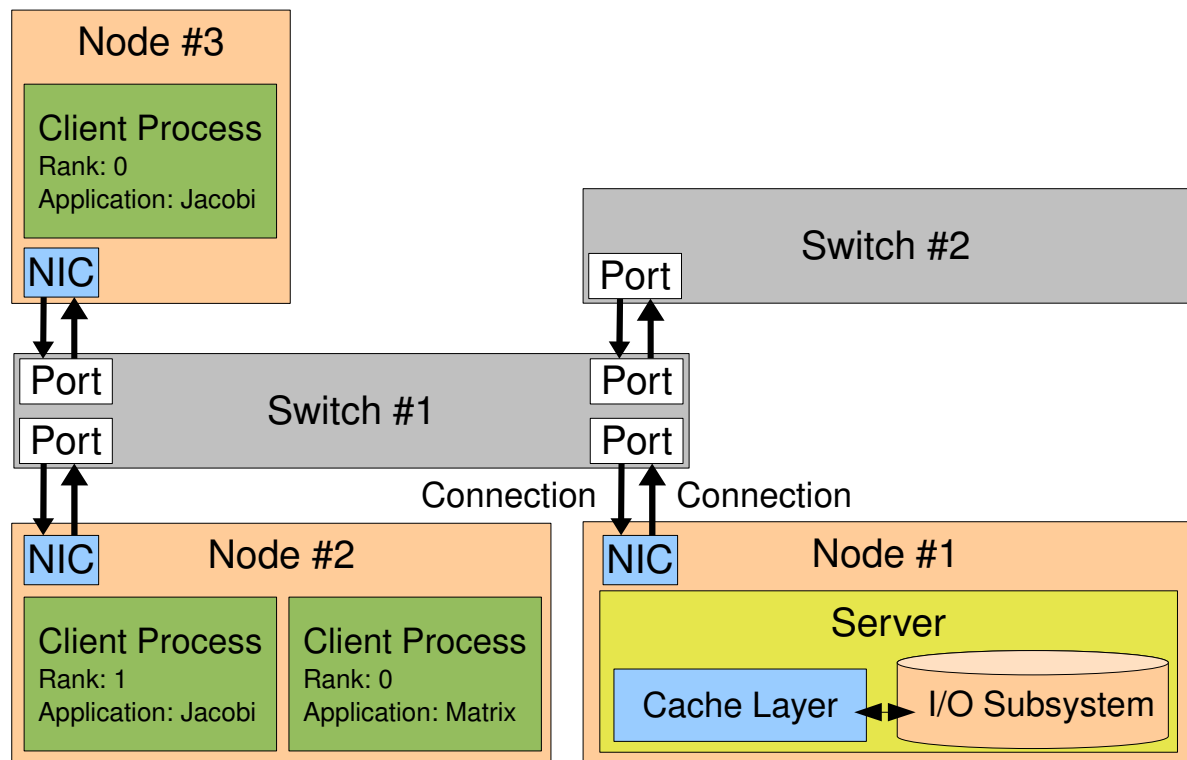 Node #3
Client Process
Rank: 0
Application: Jacobi
NIC
Switch #2
Port
Port
Port
Switch #1
Port
Port
Connection
Connection
NIC
Node #2
Client Process
Rank: 1
Application: Jacobi
Client Process
Rank: 0
Application: Matrix
NIC
Node #1
Server
Cache Layer
I/O Subsystem